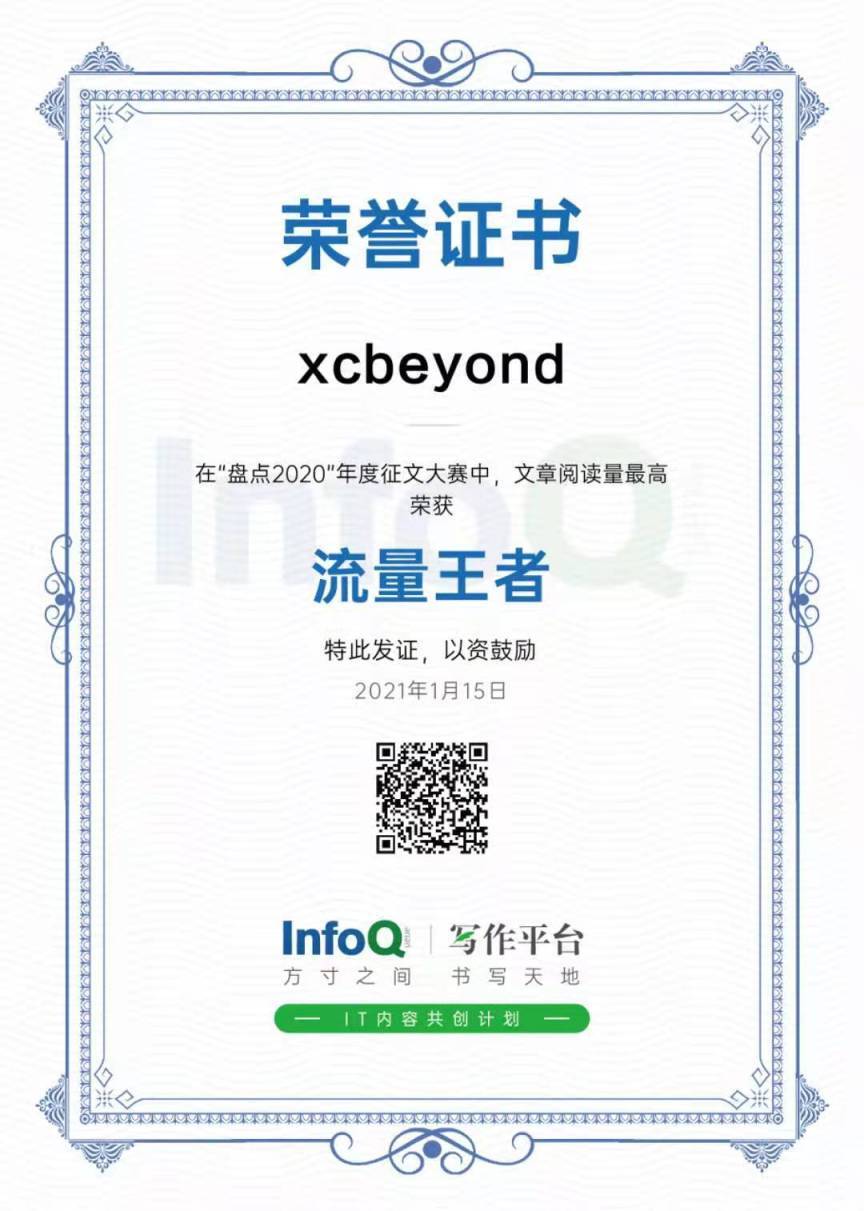 荣誉证书
xcbeyond
在“盘点2020”年度征文大赛中，文章阅读量最高
荣获
流量王者
特此发证，以资鼓励
2021年1月15日
InfoQ 写作平台
方寸之间 书写天地
IT内容共创计划